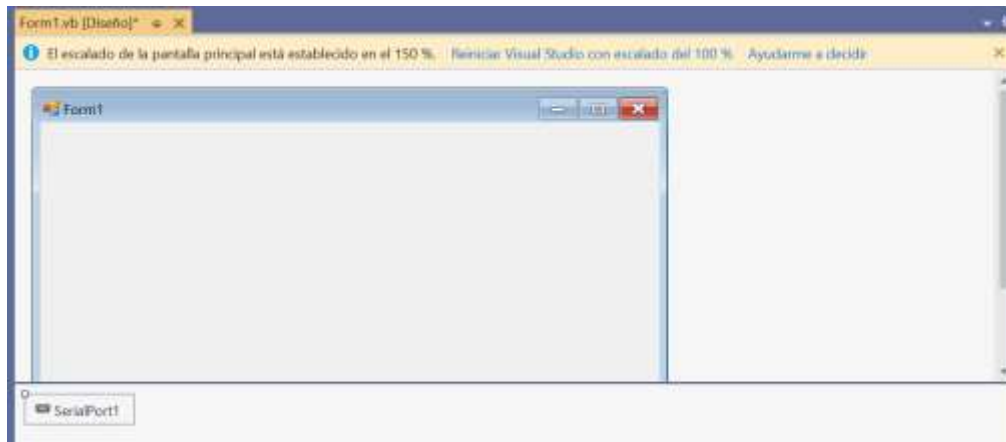 Form1.vb [Diseño]*
El escalado de la pantalla principal está establecido en el 150 %. Reiniciar Visual Studio con escalado del 100 % Ayudarme a decidir
Form1
SerialPort1